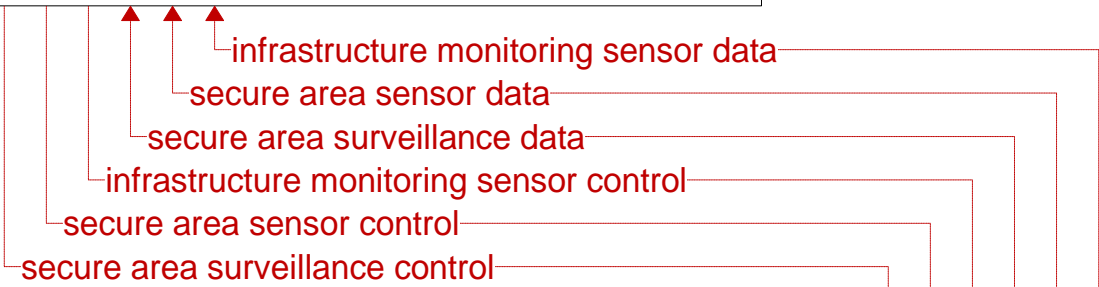 infrastructure monitoring sensor data
secure area sensor data
secure area surveillance data
infrastructure monitoring sensor control
secure area sensor control
secure area surveillance control